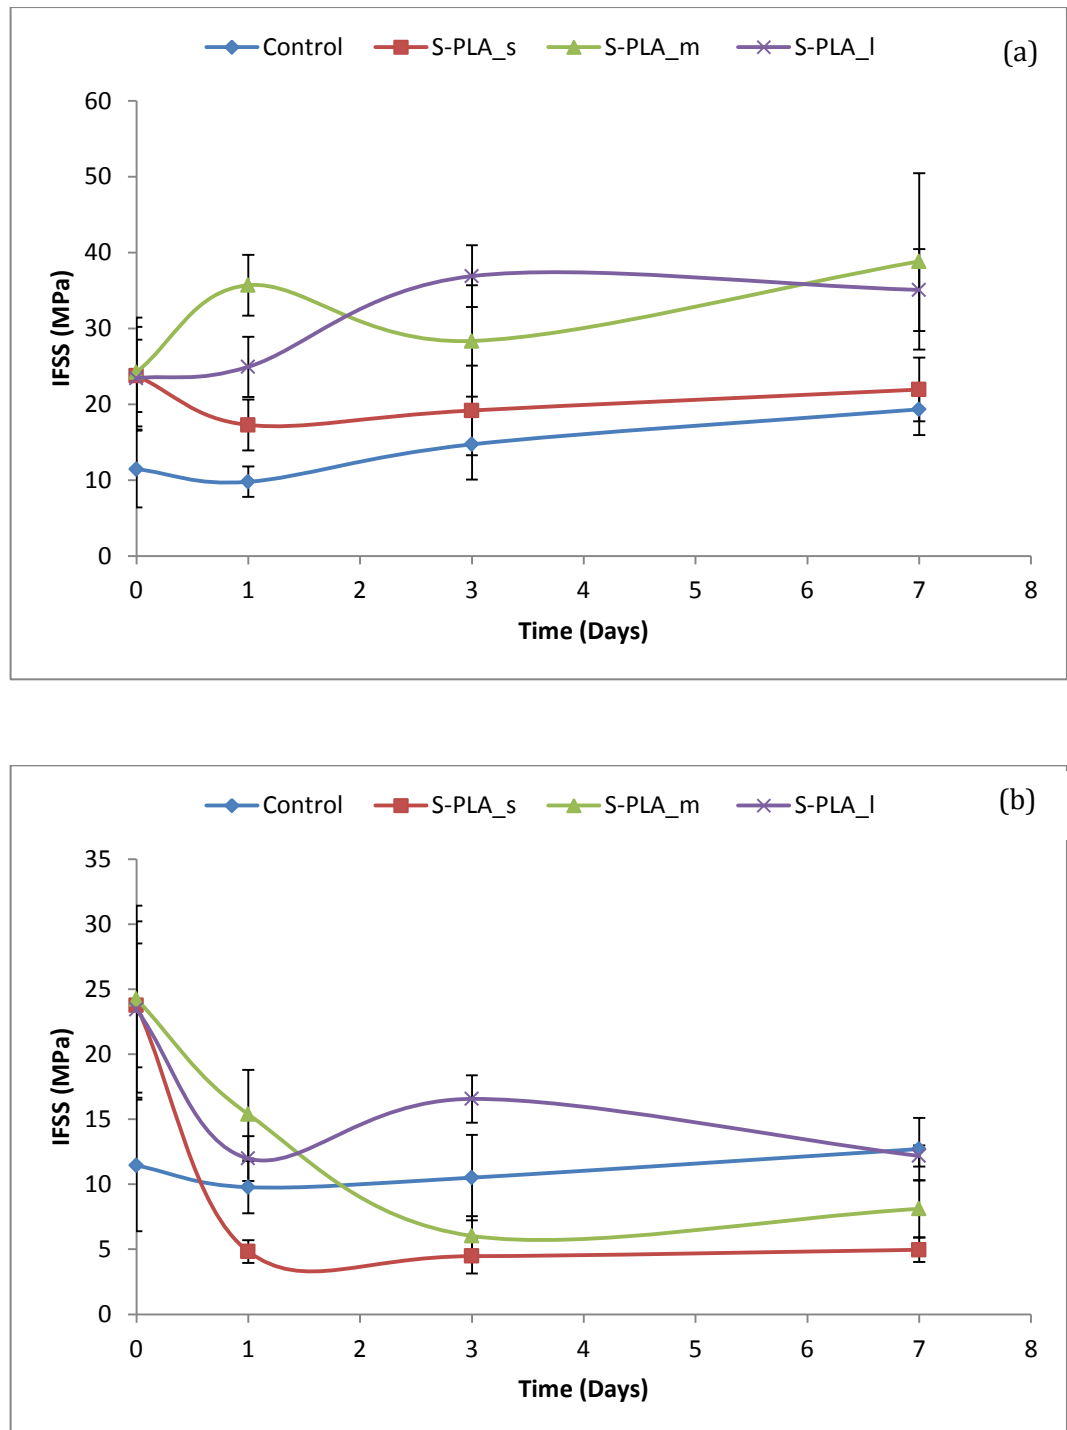 Control S-PLA_s S-PLA_m S-PLA_l (a)
60
50
40
30
20
10
0
IFSS (MPa)
0 1 2 3 4 5 6 7 8
Time (Days)
Control S-PLA_s S-PLA_m S-PLA_l (b)
35
30
25
20
15
10
5
0
IFSS (MPa)
0 1 2 3 4 5 6 7 8
Time (Days)